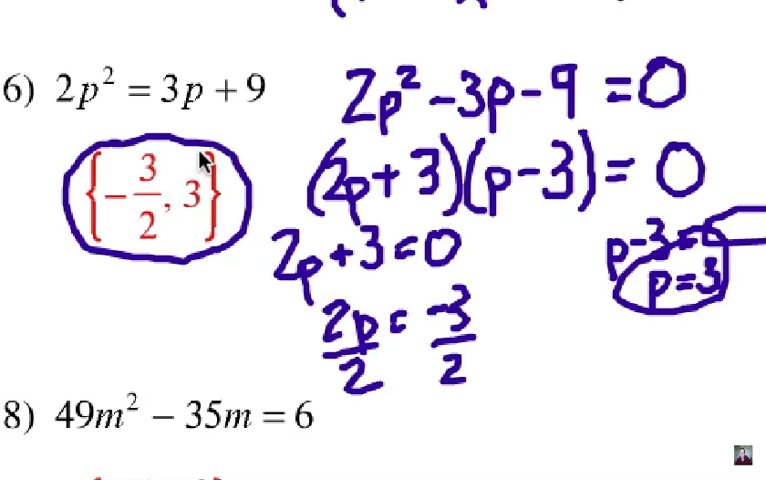 6) 2p² = 3p + 9
2p² - 3p - 9 = 0
{-3/2, 3}
(2p + 3)(p - 3) = 0
2p + 3 = 0
p - 3 = 0
p = 3
2p/2 = -3/2
8) 49m² − 35m = 6